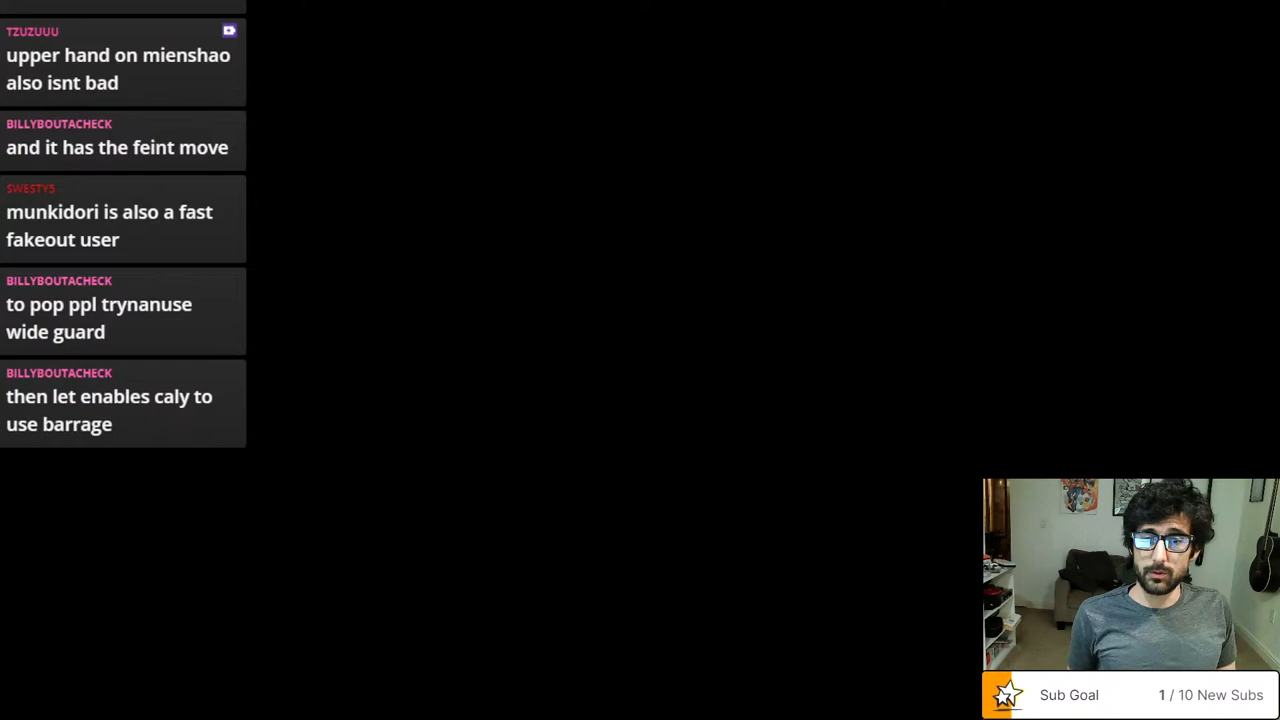 TZUZUUU
upper hand on mienshao
also isnt bad
BILLYBOUTACHECK
and it has the feint move
SWESTY5
munkidori is also a fast
fakeout user
BILLYBOUTACHECK
to pop ppl trynanuse
wide guard
BILLYBOUTACHECK
then let enables caly to
use barrage
Sub Goal 1 / 10 New Subs